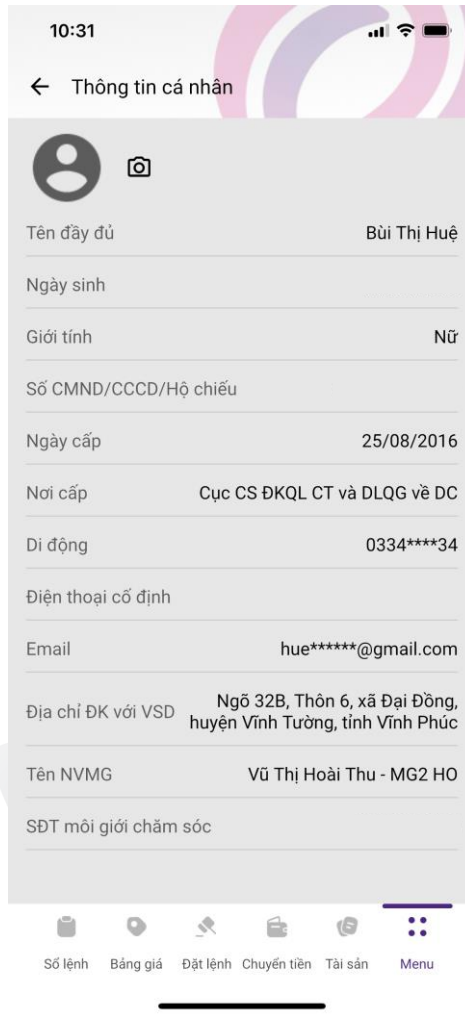 10:31
Thông tin cá nhân
Tên đầy đủ Bùi Thị Huệ
Ngày sinh
Giới tính Nữ
Số CMND/CCCD/Hộ chiếu
Ngày cấp 25/08/2016
Nơi cấp Cục CS ĐKQL CT và DLQG về DC
Di động 0334****34
Điện thoại cố định
Email hue******@gmail.com
Địa chỉ ĐK với VSD Ngõ 32B, Thôn 6, xã Đại Đồng,
huyện Vĩnh Tường, tỉnh Vĩnh Phúc
Tên NVMG Vũ Thị Hoài Thu - MG2 HO
SĐT môi giới chăm sóc
Sổ lệnh Bảng giá Đặt lệnh Chuyển tiền Tài sản Menu